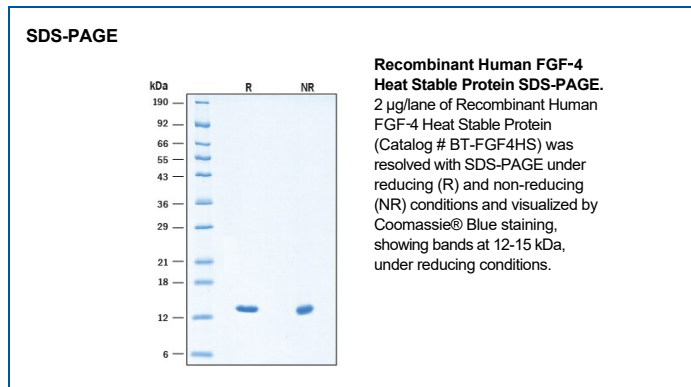 SDS-PAGE
kDa R NR
190
92
66
55
43
36
29
21
18
12
6
Recombinant Human FGF-4
Heat Stable Protein SDS-PAGE.
2 μg/lane of Recombinant Human
FGF-4 Heat Stable Protein
(Catalog # BT-FGF4HS) was
resolved with SDS-PAGE under
reducing (R) and non-reducing
(NR) conditions and visualized by
Coomassie® Blue staining,
showing bands at 12-15 kDa,
under reducing conditions.